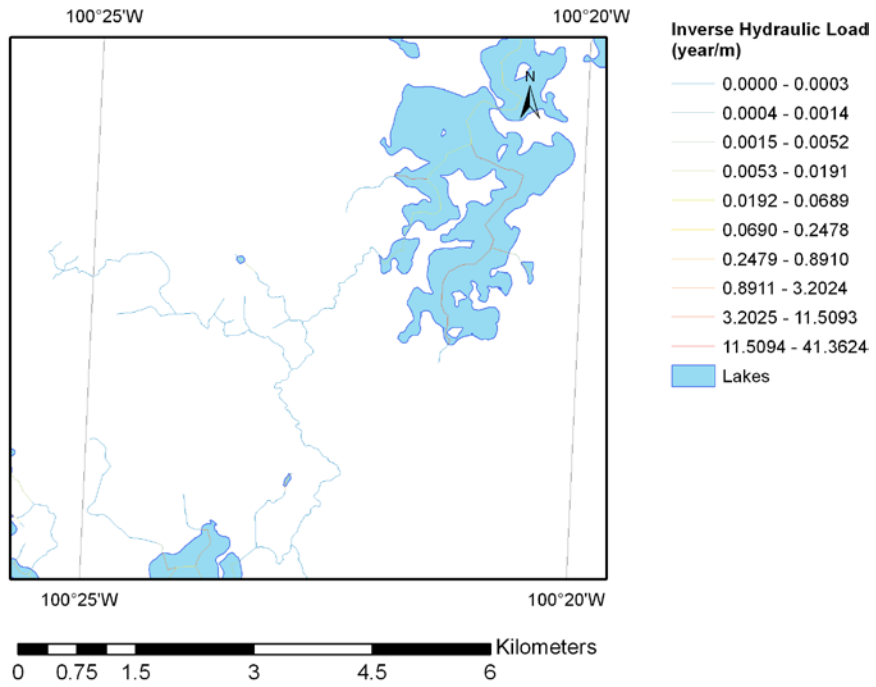 100°25'W
100°20'W
Inverse Hydraulic Load
(year/m)
N
0.0000 - 0.0003
0.0004 - 0.0014
0.0015 - 0.0052
0.0053 - 0.0191
0.0192 - 0.0689
0.0690 - 0.2478
0.2479 - 0.8910
0.8911 - 3.2024
3.2025 - 11.5093
11.5094 - 41.3624
Lakes
100°25'W
100°20'W
Kilometers
0 0.75 1.5 3 4.5 6